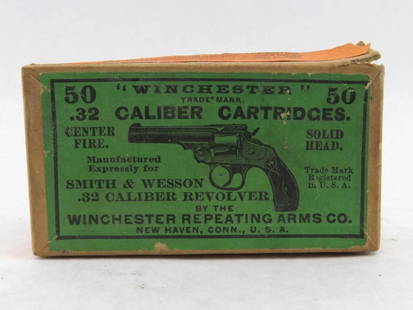 50 "WINCHESTER" 50
TRADE MARK.
.32 CALIBER CARTRIDGES.
CENTER FIRE.
SOLID HEAD.
Manufactured Expressly for
Trade Mark Registered in U.S.A.
SMITH & WESSON
.32 CALIBER REVOLVER
BY THE
WINCHESTER REPEATING ARMS CO.
NEW HAVEN, CONN., U.S.A.